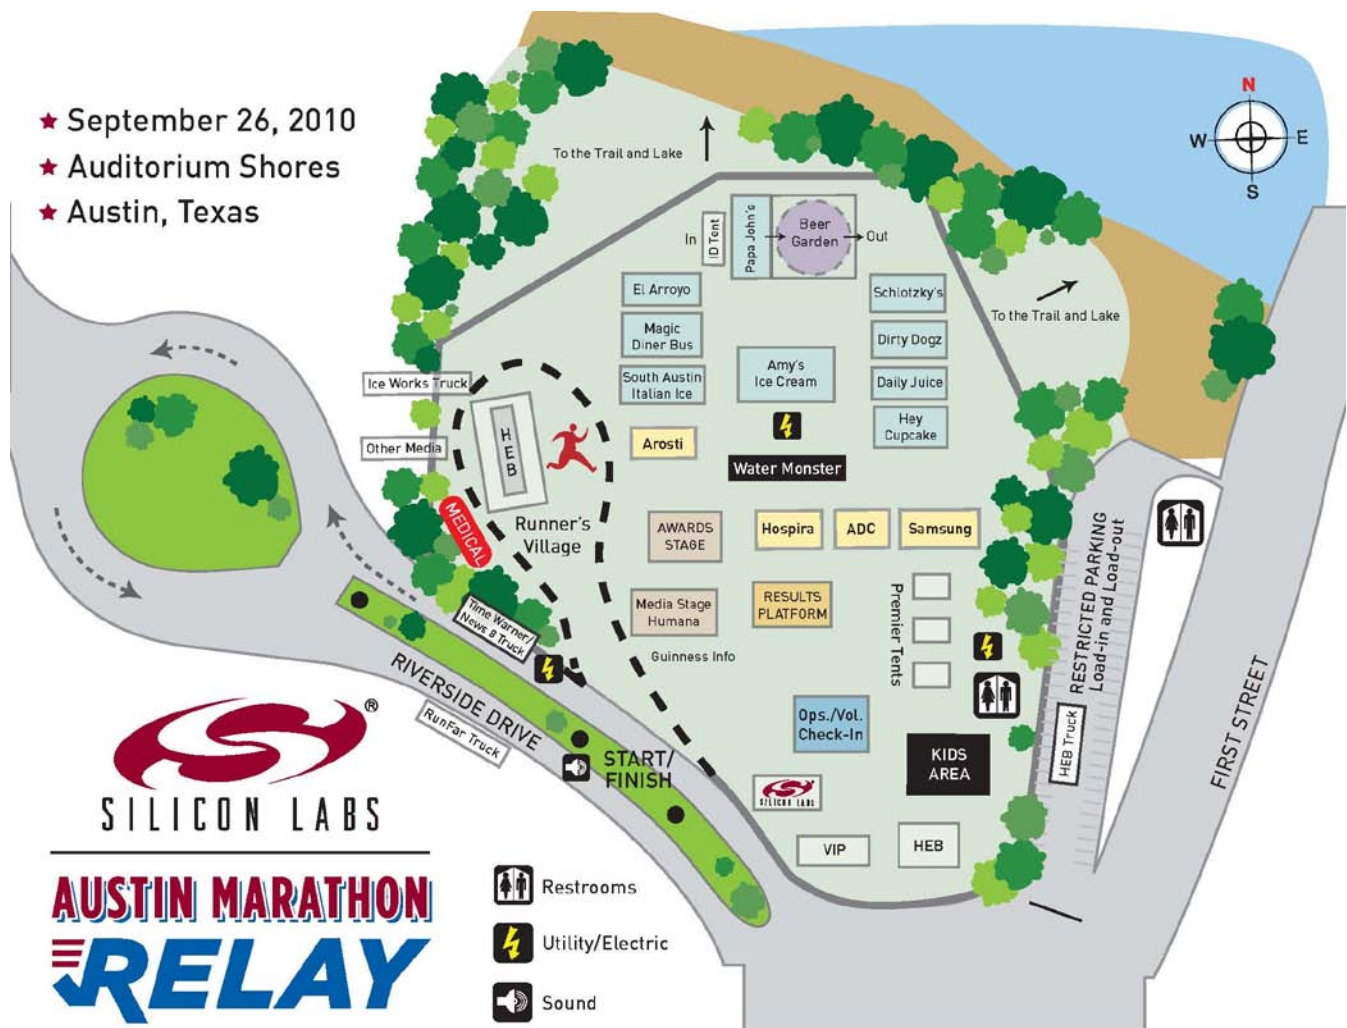 September 26, 2010
Auditorium Shores
Austin, Texas
N
W
E
S
To the Trail and Lake
In
ID Tent
Papa John's
Beer
Garden
Out
El Arroyo
Schlotzky's
To the Trail and Lake
Magic
Diner Bus
Dirty Dogz
Amy's
Ice Cream
South Austin
Italian Ice
Daily Juice
Ice Works Truck
Hey
Cupcake
HEB
Arosti
Other Media
Water Monster
MEDICAL
Runner's
Village
AWARDS
STAGE
Hospira
ADC
Samsung
RESTRICTED PARKING
Load-in and Load-out
Time Warner/
News 8 Truck
Media Stage
Humana
RESULTS
PLATFORM
Premier Tents
Guinness Info
RIVERSIDE DRIVE
RunFar Truck
Ops./Vol.
Check-In
HEB Truck
FIRST STREET
START/
FINISH
KIDS
AREA
SILICON LABS
VIP
HEB
®
SILICON LABS
AUSTIN MARATHON
RELAY
Restrooms
Utility/Electric
Sound